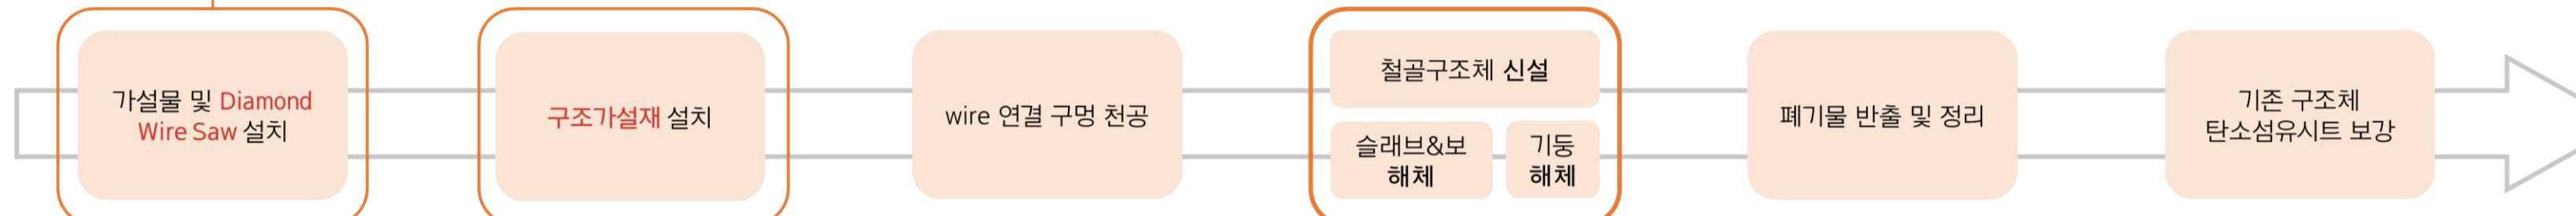 가설물 및 Diamond
Wire Saw 설치
구조가설재 설치
wire 연결 구멍 천공
철골구조체 신설
슬래브&보
해체
기둥
해체
폐기물 반출 및 정리
기존 구조체
탄소섬유시트 보강